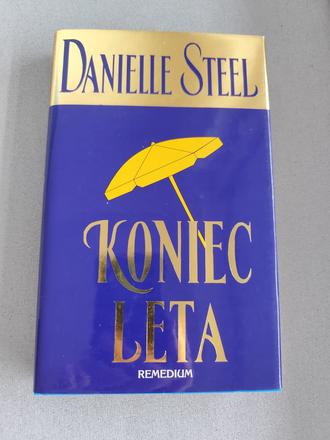 DANIELLE STEEL
KONIEC
LETA
REMEDIUM